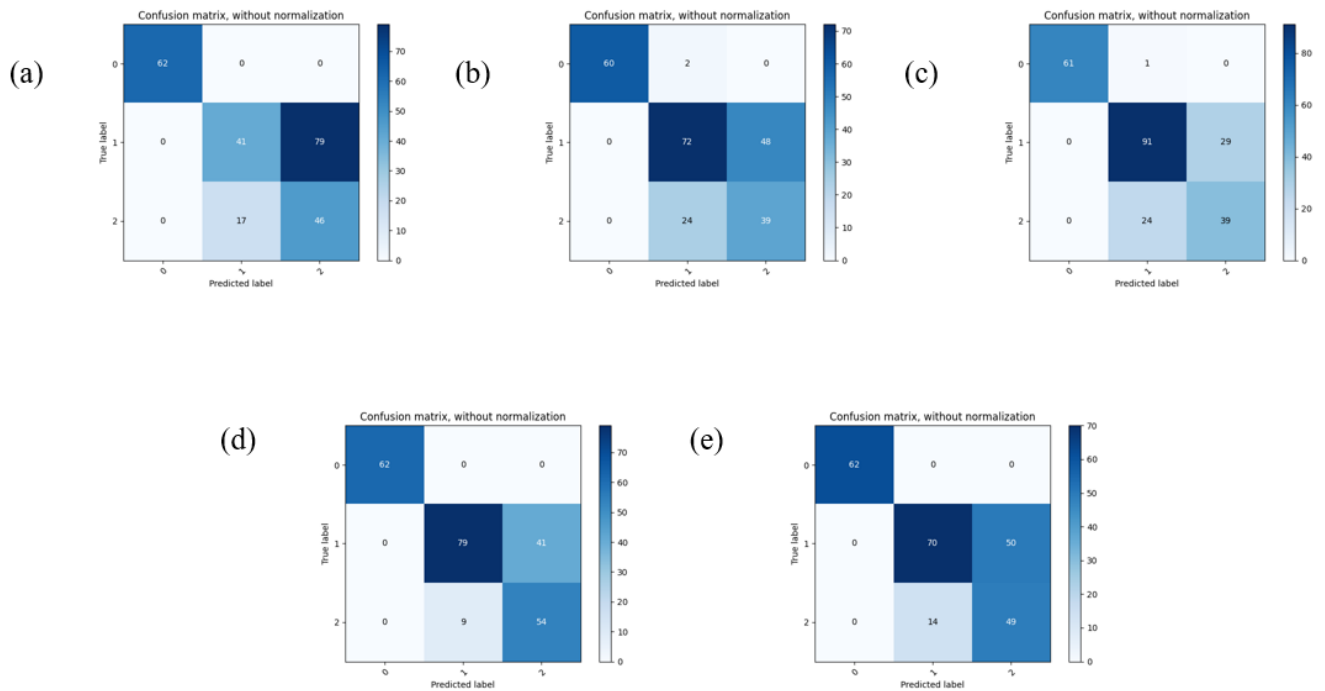 (a)
Confusion matrix, without normalization
True label
0
1
2
62 0 0
0 41 79
0 17 46
0 1 2
Predicted label
70
60
50
40
30
20
10
0
(b)
Confusion matrix, without normalization
True label
0
1
2
60 2 0
0 72 48
0 24 39
0 1 2
Predicted label
70
60
50
40
30
20
10
0
(c)
Confusion matrix, without normalization
True label
0
1
2
61 1 0
0 91 29
0 24 39
0 1 2
Predicted label
80
60
40
20
0
(d)
Confusion matrix, without normalization
True label
0
1
2
62 0 0
0 79 41
0 9 54
0 1 2
Predicted label
70
60
50
40
30
20
10
0
(e)
Confusion matrix, without normalization
True label
0
1
2
62 0 0
0 70 50
0 14 49
0 1 2
Predicted label
70
60
50
40
30
20
10
0